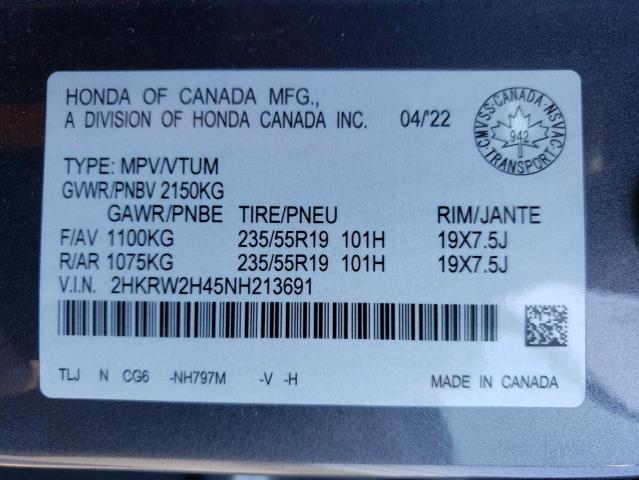 HONDA OF CANADA MFG.,
A DIVISION OF HONDA CANADA INC. 04/'22
CMVSS·CANADA·NSVAC·TRANSPORT·
942
TYPE: MPV/VTUM
GVWR/PNBV 2150KG
GAWR/PNBE TIRE/PNEU RIM/JANTE
F/AV 1100KG 235/55R19 101H 19X7.5J
R/AR 1075KG 235/55R19 101H 19X7.5J
V.I.N. 2HKRW2H45NH213691
TLJ N CG6 -NH797M -V -H MADE IN CANADA